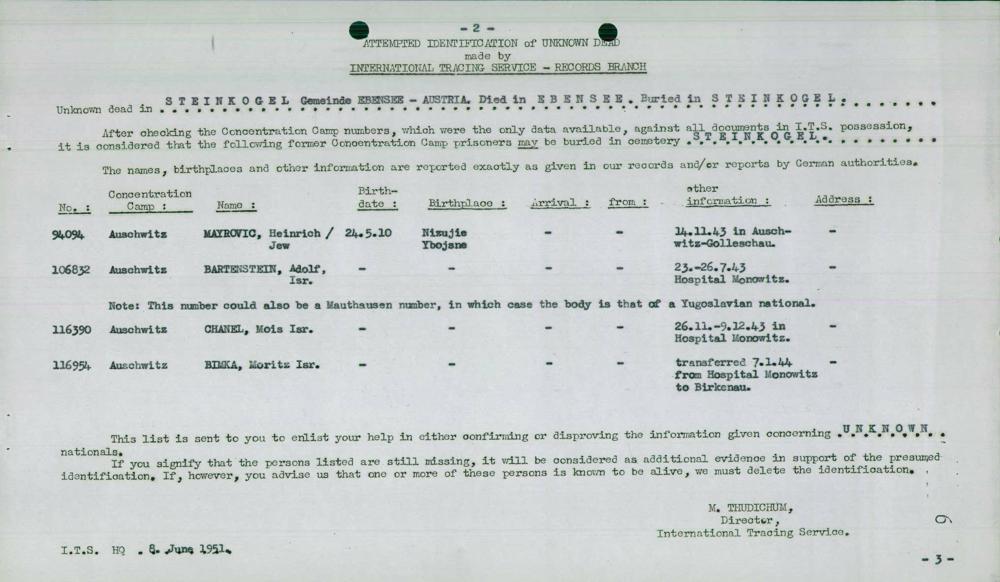 - 2 -
ATTEMPTED IDENTIFICATION of UNKNOWN DEAD
made by
INTERNATIONAL TRACING SERVICE - RECORDS BRANCH
Unknown dead in STEINKOGEL Gemeinde EBENSEE - AUSTRIA. Died in EBENSEE. Buried in STEINKOGEL.
After checking the Concentration Camp numbers, which were the only data available, against all documents in I.T.S. possession,
it is considered that the following former Concentration Camp prisoners may be buried in cemetery STEINKOGEL.
The names, birthplaces and other information are reported exactly as given in our records and/or reports by German authorities.
No. : Concentration Camp : Name : Birth-date : Birthplace : Arrival : from : other information : Address :
94094 Auschwitz MAYROVIC, Heinrich / 24.5.10 Nizujie - - 14.11.43 in Ausch- -
Jew Ybojsne witz-Golleschau.
106832 Auschwitz BARTENSTEIN, Adolf, - - - - 23.-26.7.43 -
Isr. Hospital Monowitz.
Note: This number could also be a Mauthausen number, in which case the body is that of a Yugoslavian national.
116390 Auschwitz CHANEL, Mois Isr. - - - - 26.11.-9.12.43 in -
Hospital Monowitz.
116954 Auschwitz BIMKA, Moritz Isr. - - - - transferred 7.1.44 -
from Hospital Monowitz
to Birkenau.
This list is sent to you to enlist your help in either confirming or disproving the information given concerning UNKNOWN
nationals.
If you signify that the persons listed are still missing, it will be considered as additional evidence in support of the presumed
identification. If, however, you advise us that one or more of these persons is known to be alive, we must delete the identification.
M. THUDICHUM,
Director,
International Tracing Service.
6
I.T.S. HQ . 8. June 1951.
- 3 -